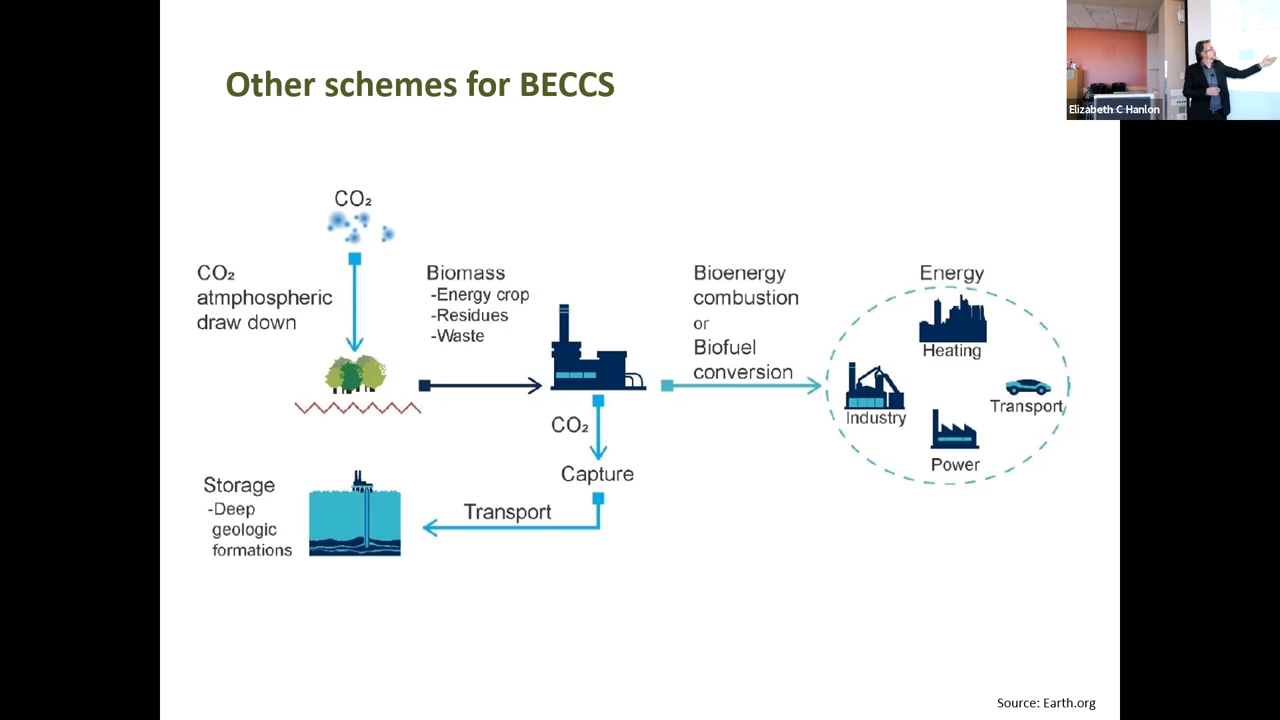 Other schemes for BECCS
Elizabeth C Hanlon
CO₂
CO₂
atmphospheric
draw down
Biomass
-Energy crop
-Residues
-Waste
Bioenergy
combustion
or
Biofuel
conversion
Energy
Heating
Industry
Transport
Power
CO₂
Capture
Transport
Storage
-Deep
geologic
formations
Source: Earth.org